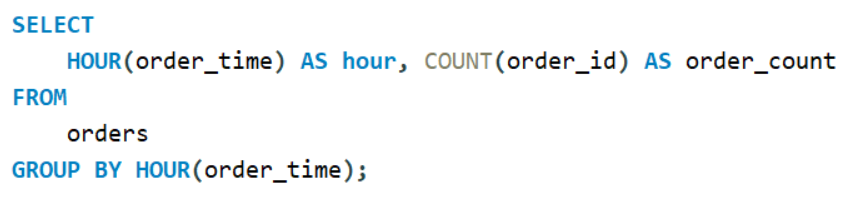 SELECT
    HOUR(order_time) AS hour, COUNT(order_id) AS order_count
FROM
    orders
GROUP BY HOUR(order_time);